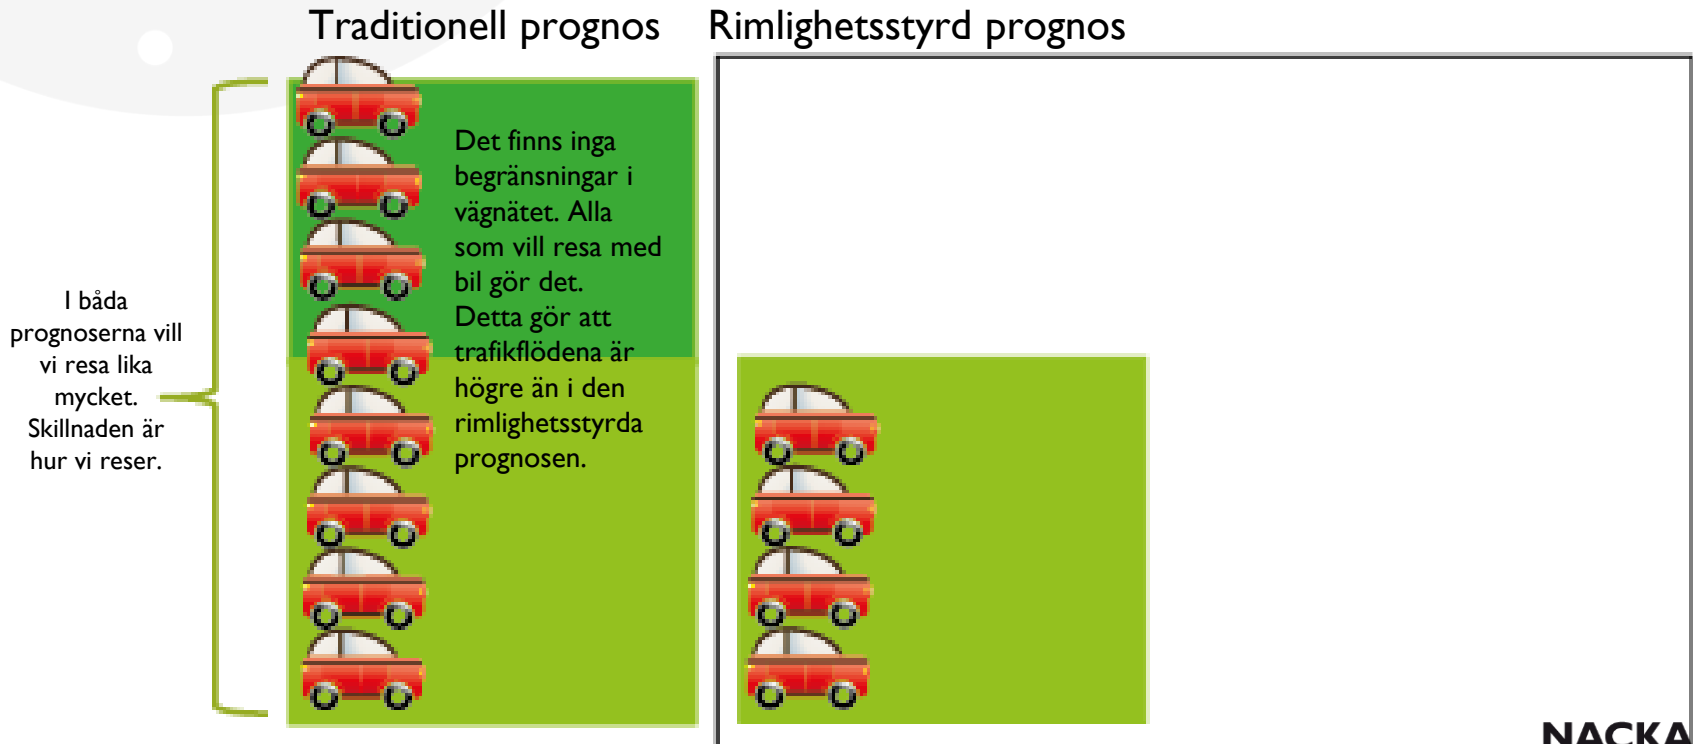 Traditionell prognos
Rimlighetsstyrd prognos
Det finns inga
begränsningar i
vägnätet. Alla
som vill resa med
bil gör det.
Detta gör att
trafikflödena är
högre än i den
rimlighetsstyrda
prognosen.
I båda
prognoserna vill
vi resa lika
mycket.
Skillnaden är
hur vi reser.
NACKA